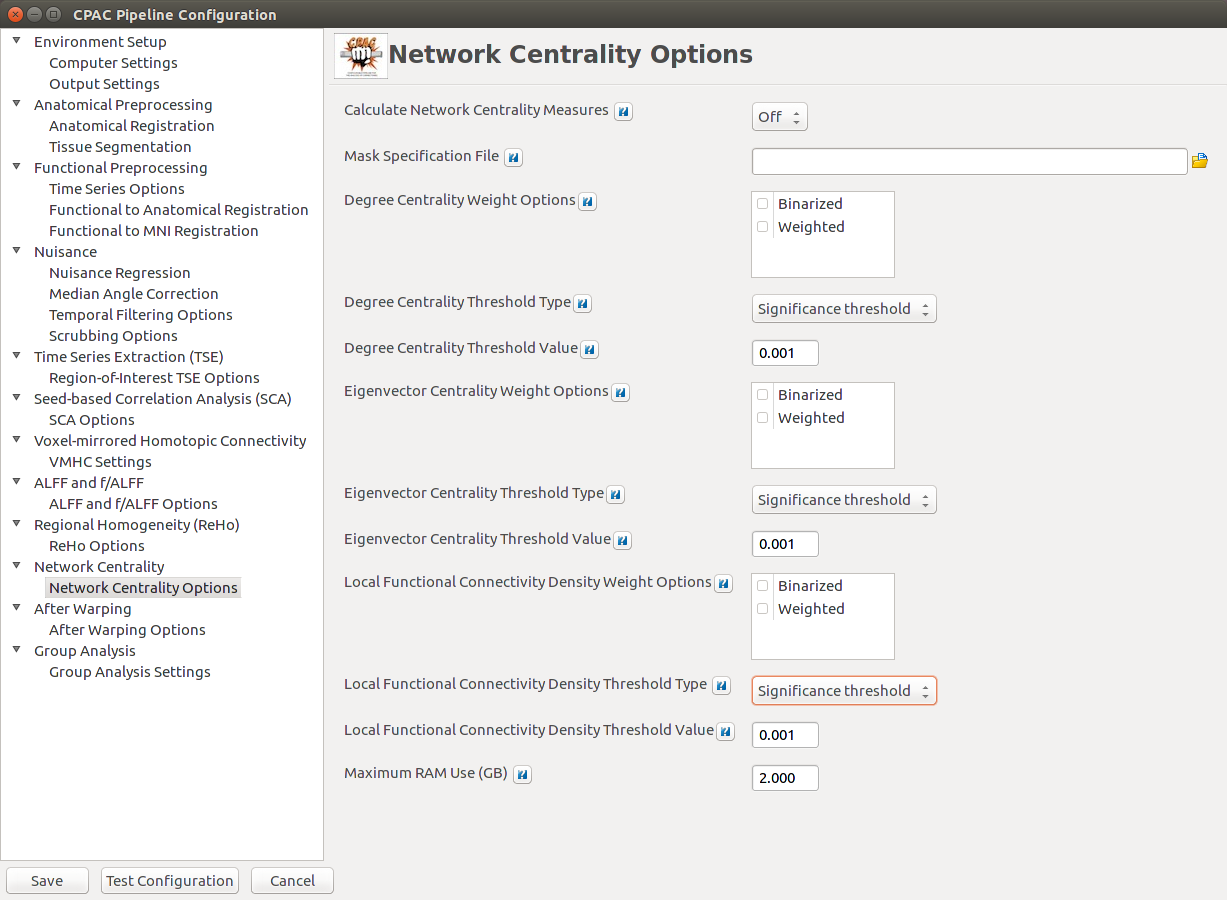 CPAC Pipeline Configuration
Environment Setup
Computer Settings
Output Settings
Anatomical Preprocessing
Anatomical Registration
Tissue Segmentation
Functional Preprocessing
Time Series Options
Functional to Anatomical Registration
Functional to MNI Registration
Nuisance
Nuisance Regression
Median Angle Correction
Temporal Filtering Options
Scrubbing Options
Time Series Extraction (TSE)
Region-of-Interest TSE Options
Seed-based Correlation Analysis (SCA)
SCA Options
Voxel-mirrored Homotopic Connectivity
VMHC Settings
ALFF and f/ALFF
ALFF and f/ALFF Options
Regional Homogeneity (ReHo)
ReHo Options
Network Centrality
Network Centrality Options
After Warping
After Warping Options
Group Analysis
Group Analysis Settings
CPAC
Network Centrality Options
Calculate Network Centrality Measures ?
Off
Mask Specification File ?
Degree Centrality Weight Options ?
Binarized
Weighted
Degree Centrality Threshold Type ?
Significance threshold
Degree Centrality Threshold Value ?
0.001
Eigenvector Centrality Weight Options ?
Binarized
Weighted
Eigenvector Centrality Threshold Type ?
Significance threshold
Eigenvector Centrality Threshold Value ?
0.001
Local Functional Connectivity Density Weight Options ?
Binarized
Weighted
Local Functional Connectivity Density Threshold Type ?
Significance threshold
Local Functional Connectivity Density Threshold Value ?
0.001
Maximum RAM Use (GB) ?
2.000
Save
Test Configuration
Cancel